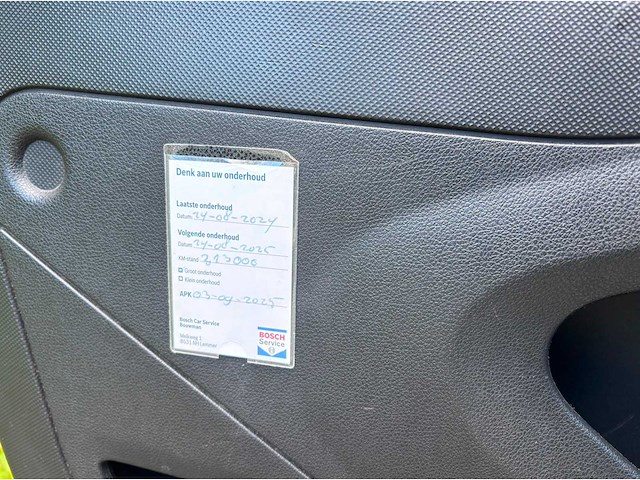 Denk aan uw onderhoud
Laatste onderhoud
Datum 24-08-2024
Volgende onderhoud
Datum 24-08-2025
KM-stand 213000
Groot onderhoud
Klein onderhoud
APK 03-09-2025
Bosch Car Service
Bouwman
BOSCH
Service